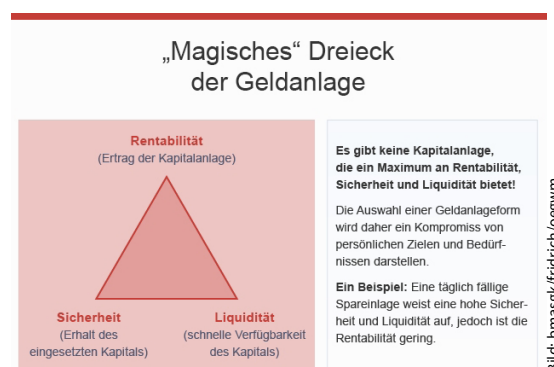 „Magisches“ Dreieck
der Geldanlage
Rentabilität
(Ertrag der Kapitalanlage)
Sicherheit
(Erhalt des
eingesetzten Kapitals)
Liquidität
(schnelle Verfügbarkeit
des Kapitals)
Es gibt keine Kapitalanlage,
die ein Maximum an Rentabilität,
Sicherheit und Liquidität bietet!
Die Auswahl einer Geldanlageform
wird daher ein Kompromiss von
persönlichen Zielen und Bedürf-
nissen darstellen.
Ein Beispiel: Eine täglich fällige
Spareinlage weist eine hohe Sicher-
heit und Liquidität auf, jedoch ist die
Rentabilität gering.